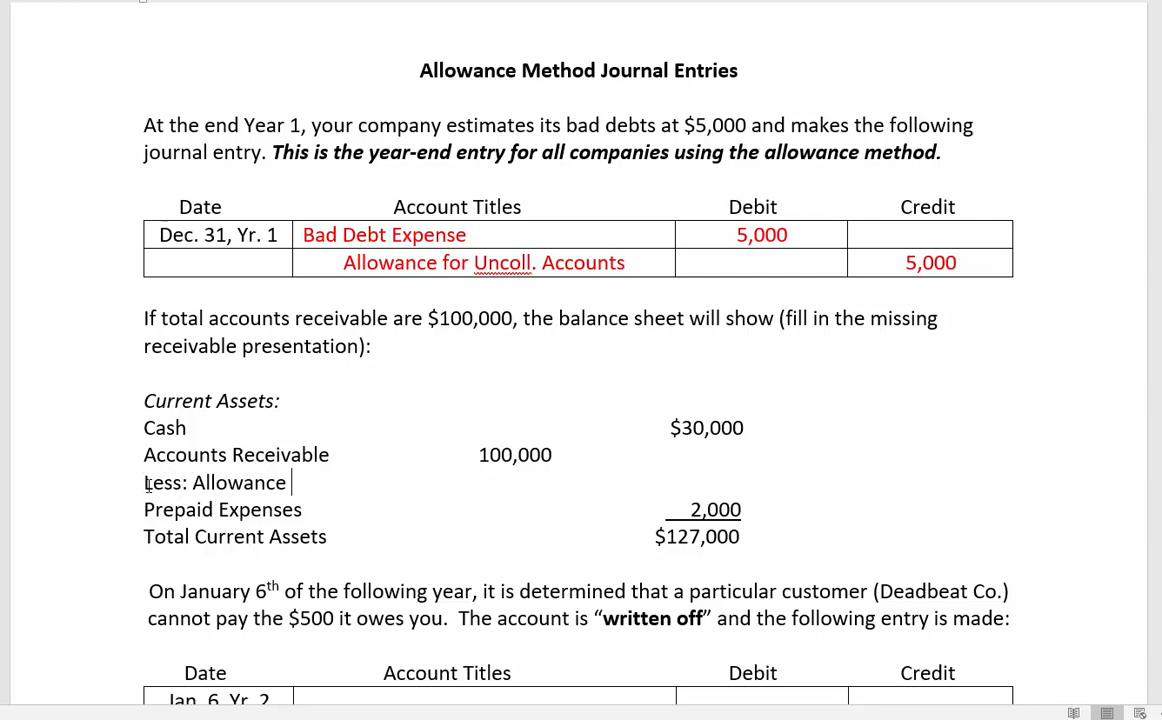 Allowance Method Journal Entries
At the end Year 1, your company estimates its bad debts at $5,000 and makes the following
journal entry. This is the year-end entry for all companies using the allowance method.
Date Account Titles Debit Credit
Dec. 31, Yr. 1 Bad Debt Expense 5,000
Allowance for Uncoll. Accounts 5,000
If total accounts receivable are $100,000, the balance sheet will show (fill in the missing
receivable presentation):
Current Assets:
Cash $30,000
Accounts Receivable 100,000
Less: Allowance
Prepaid Expenses 2,000
Total Current Assets $127,000
On January 6th of the following year, it is determined that a particular customer (Deadbeat Co.)
cannot pay the $500 it owes you. The account is “written off” and the following entry is made:
Date Account Titles Debit Credit
Jan. 6, Yr. 2